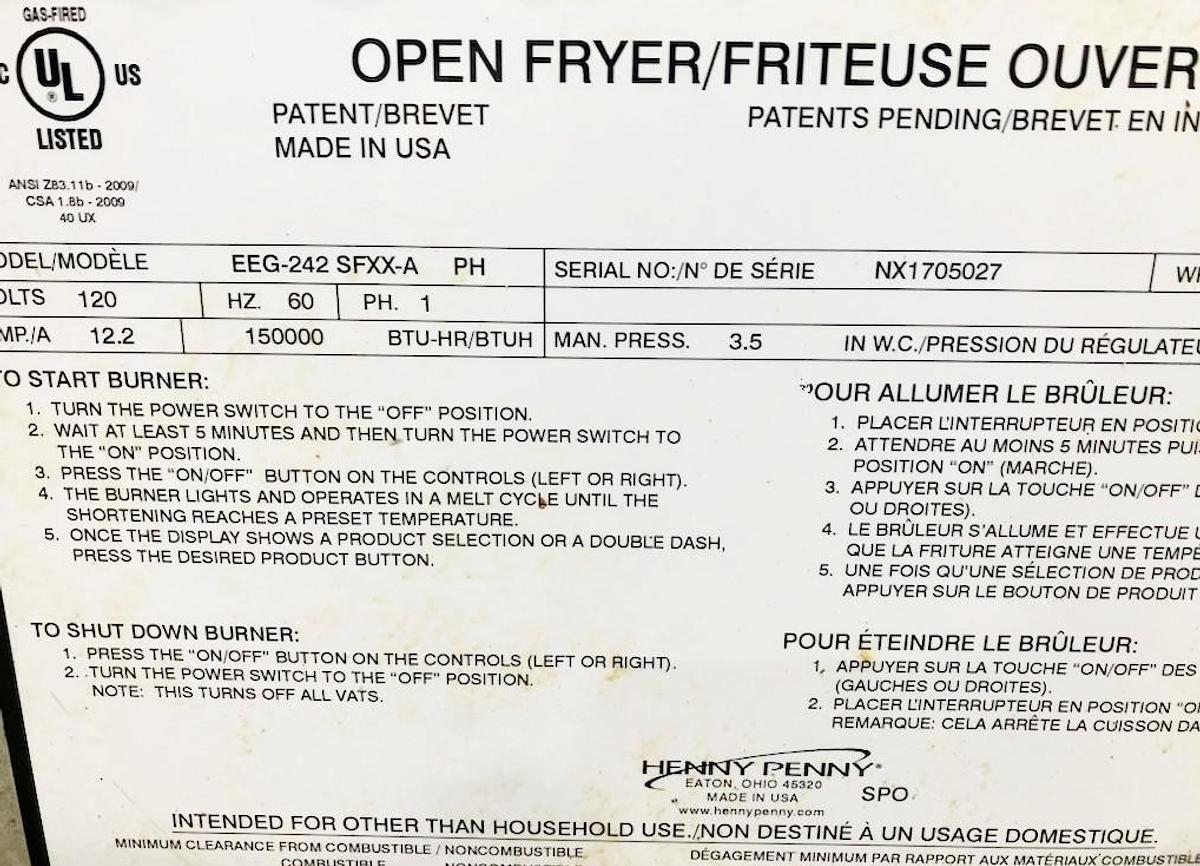 GAS-FIRED
C UL US
®
LISTED
ANSI Z83.11b - 2009/
CSA 1.8b - 2009
40 UX
OPEN FRYER/FRITEUSE OUVER
PATENT/BREVET
PATENTS PENDING/BREVET EN IN
MADE IN USA
ODEL/MODÈLE EEG-242 SFXX-A PH SERIAL NO:/N° DE SÉRIE NX1705027
OLTS 120 HZ. 60 PH. 1
MP./A 12.2 150000 BTU-HR/BTUH MAN. PRESS. 3.5 IN W.C./PRESSION DU RÉGULATEU
TO START BURNER:
1. TURN THE POWER SWITCH TO THE “OFF” POSITION.
2. WAIT AT LEAST 5 MINUTES AND THEN TURN THE POWER SWITCH TO
THE “ON” POSITION.
3. PRESS THE “ON/OFF” BUTTON ON THE CONTROLS (LEFT OR RIGHT).
4. THE BURNER LIGHTS AND OPERATES IN A MELT CYCLE UNTIL THE
SHORTENING REACHES A PRESET TEMPERATURE.
5. ONCE THE DISPLAY SHOWS A PRODUCT SELECTION OR A DOUBLE DASH,
PRESS THE DESIRED PRODUCT BUTTON.
POUR ALLUMER LE BRÛLEUR:
1. PLACER L'INTERRUPTEUR EN POSITIO
2. ATTENDRE AU MOINS 5 MINUTES PUI
POSITION “ON” (MARCHE).
3. APPUYER SUR LA TOUCHE “ON/OFF” D
OU DROITES).
4. LE BRÛLEUR S'ALLUME ET EFFECTUE U
QUE LA FRITURE ATTEIGNE UNE TEMPÉ
5. UNE FOIS QU'UNE SÉLECTION DE PROD
APPUYER SUR LE BOUTON DE PRODUIT
TO SHUT DOWN BURNER:
1. PRESS THE “ON/OFF” BUTTON ON THE CONTROLS (LEFT OR RIGHT).
2. TURN THE POWER SWITCH TO THE “OFF” POSITION.
NOTE: THIS TURNS OFF ALL VATS.
POUR ÉTEINDRE LE BRÛLEUR:
1, APPUYER SUR LA TOUCHE “ON/OFF” DES
(GAUCHES OU DROITES).
2. PLACER L'INTERRUPTEUR EN POSITION “OF
REMARQUE: CELA ARRÊTE LA CUISSON DA
HENNY PENNY®
EATON, OHIO 45320
MADE IN USA SPO
www.hennypenny.com
INTENDED FOR OTHER THAN HOUSEHOLD USE./NON DESTINÉ À UN USAGE DOMESTIQUE.
MINIMUM CLEARANCE FROM COMBUSTIBLE / NONCOMBUSTIBLE
DÉGAGEMENT MINIMUM PAR RAPPORT AUX MATÉRIAUX COMBUSTIBL
COMBUSTIBLE NONCOMBUSTIBLE